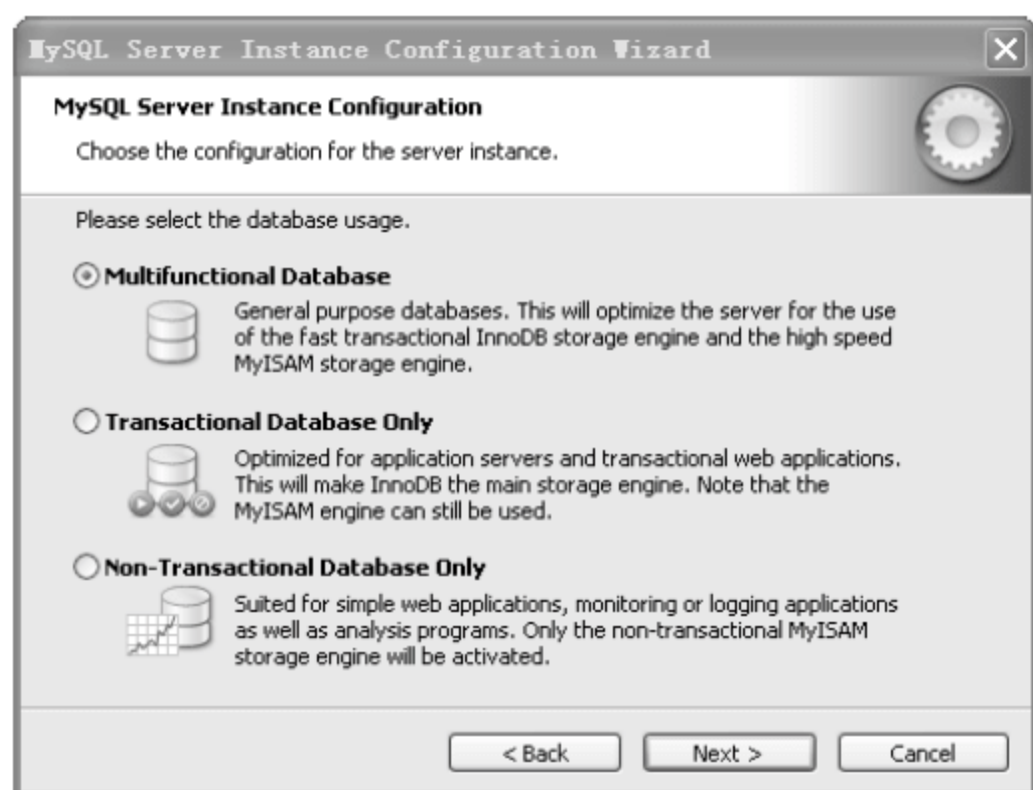 MySQL Server Instance Configuration Wizard
MySQL Server Instance Configuration
Choose the configuration for the server instance.
Please select the database usage.
Multifunctional Database
General purpose databases. This will optimize the server for the use
of the fast transactional InnoDB storage engine and the high speed
MyISAM storage engine.
Transactional Database Only
Optimized for application servers and transactional web applications.
This will make InnoDB the main storage engine. Note that the
MyISAM engine can still be used.
Non-Transactional Database Only
Suited for simple web applications, monitoring or logging applications
as well as analysis programs. Only the non-transactional MyISAM
storage engine will be activated.
< Back Next > Cancel